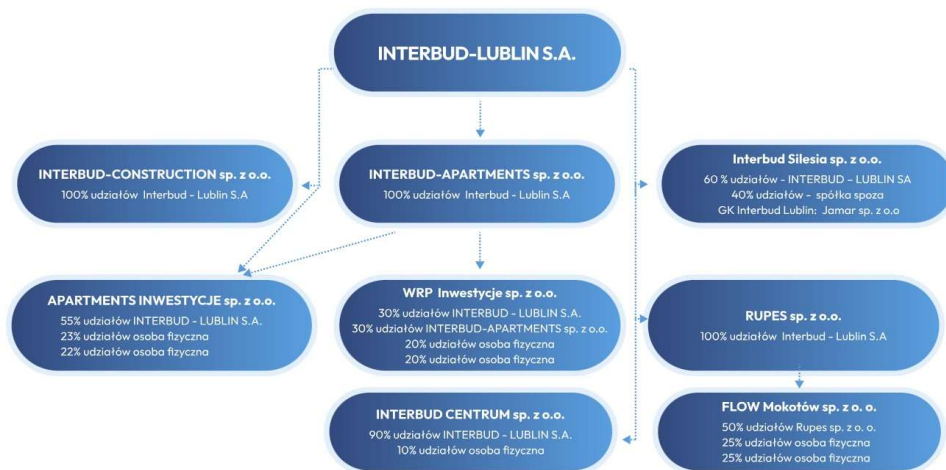 INTERBUD-LUBLIN S.A.
INTERBUD-CONSTRUCTION sp. z o.o.
100% udziałów Interbud - Lublin S.A
INTERBUD-APARTMENTS sp. z o.o.
100% udziałów Interbud - Lublin S.A
Interbud Silesia sp. z o.o.
60 % udziałów - INTERBUD – LUBLIN SA
40% udziałów - spółka spoza
GK Interbud Lublin: Jamar sp. z o.o
APARTMENTS INWESTYCJE sp. z o.o.
55% udziałów INTERBUD - LUBLIN S.A.
23% udziałów osoba fizyczna
22% udziałów osoba fizyczna
WRP Inwestycje sp. z o.o.
30% udziałów INTERBUD - LUBLIN S.A.
30% udziałów INTERBUD-APARTMENTS sp. z o.o.
20% udziałów osoba fizyczna
20% udziałów osoba fizyczna
RUPES sp. z o.o.
100% udziałów Interbud - Lublin S.A
INTERBUD CENTRUM sp. z o.o.
90% udziałów INTERBUD - LUBLIN S.A.
10% udziałów osoba fizyczna
FLOW Mokotów sp. z o. o.
50% udziałów Rupes sp. z o. o.
25% udziałów osoba fizyczna
25% udziałów osoba fizyczna